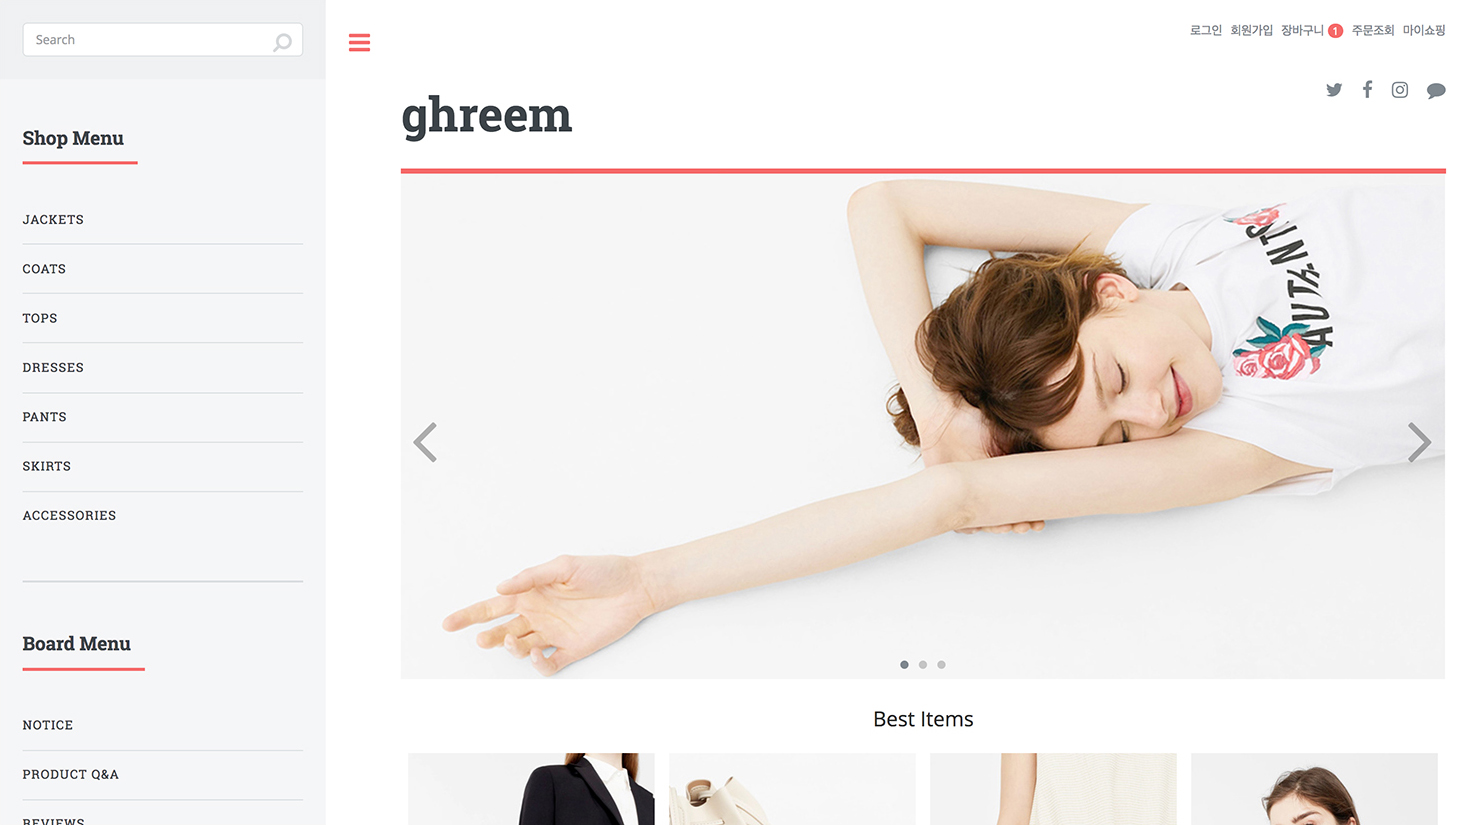 Search
로그인 회원가입 장바구니 1 주문조회 마이쇼핑
ghreem
Shop Menu
JACKETS
COATS
TOPS
DRESSES
PANTS
SKIRTS
ACCESSORIES
Board Menu
NOTICE
PRODUCT Q&A
REVIEWS
Best Items